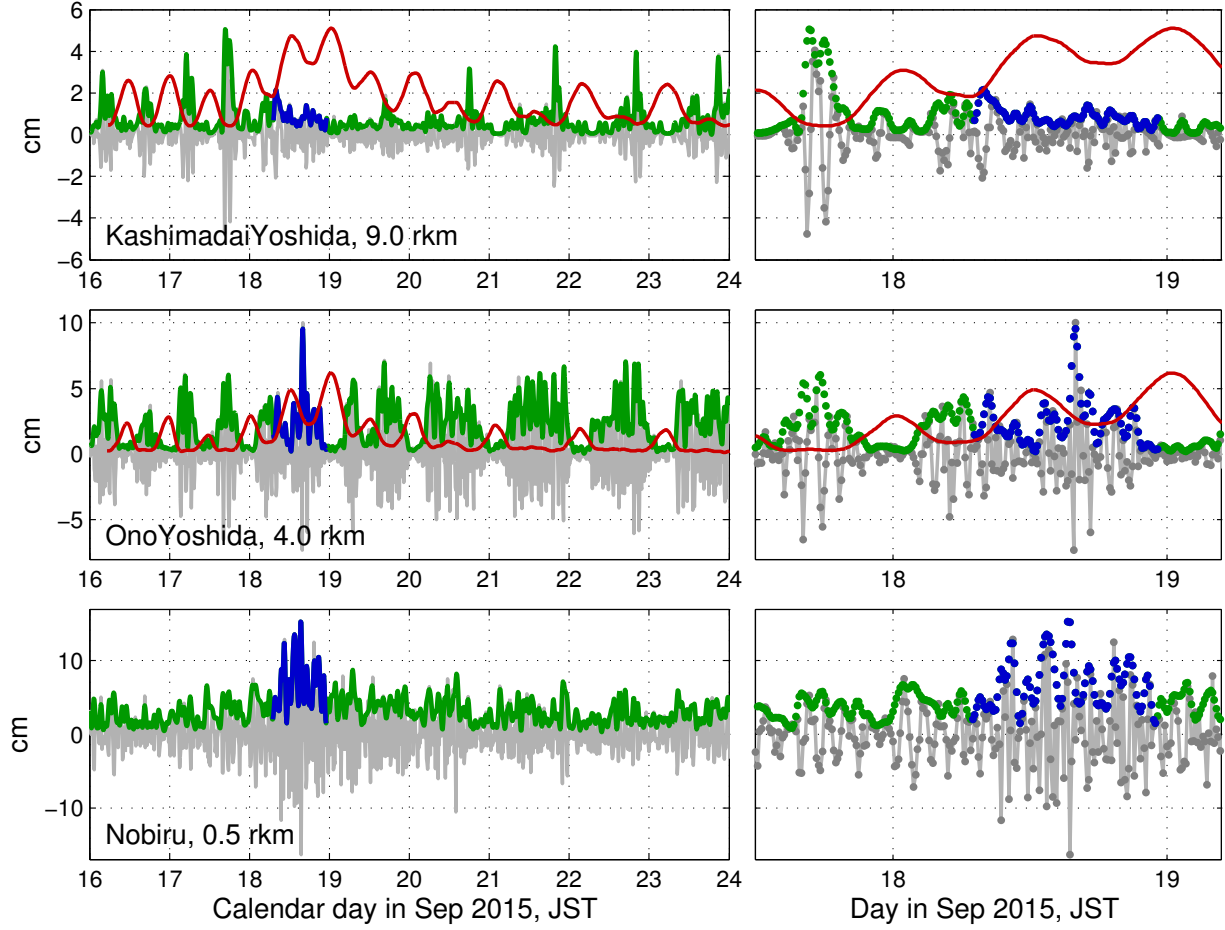 6
4
2
0
−2
−4
−6
cm
KashimadaiYoshida, 9.0 rkm
16 17 18 19 20 21 22 23 24
18 19
10
5
0
−5
cm
OnoYoshida, 4.0 rkm
16 17 18 19 20 21 22 23 24
18 19
10
0
−10
cm
Nobiru, 0.5 rkm
16 17 18 19 20 21 22 23 24
18 19
Calendar day in Sep 2015, JST
Day in Sep 2015, JST